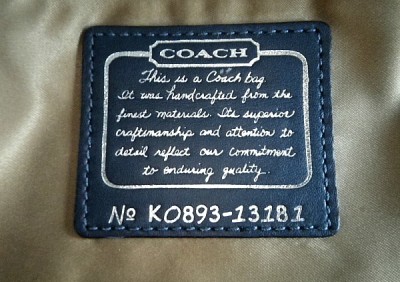 COACH
This is a Coach bag.
It was handcrafted from the
finest materials. Its superior
craftsmanship and attention to
detail reflect our commitment
to enduring quality.
№ K0893-13181